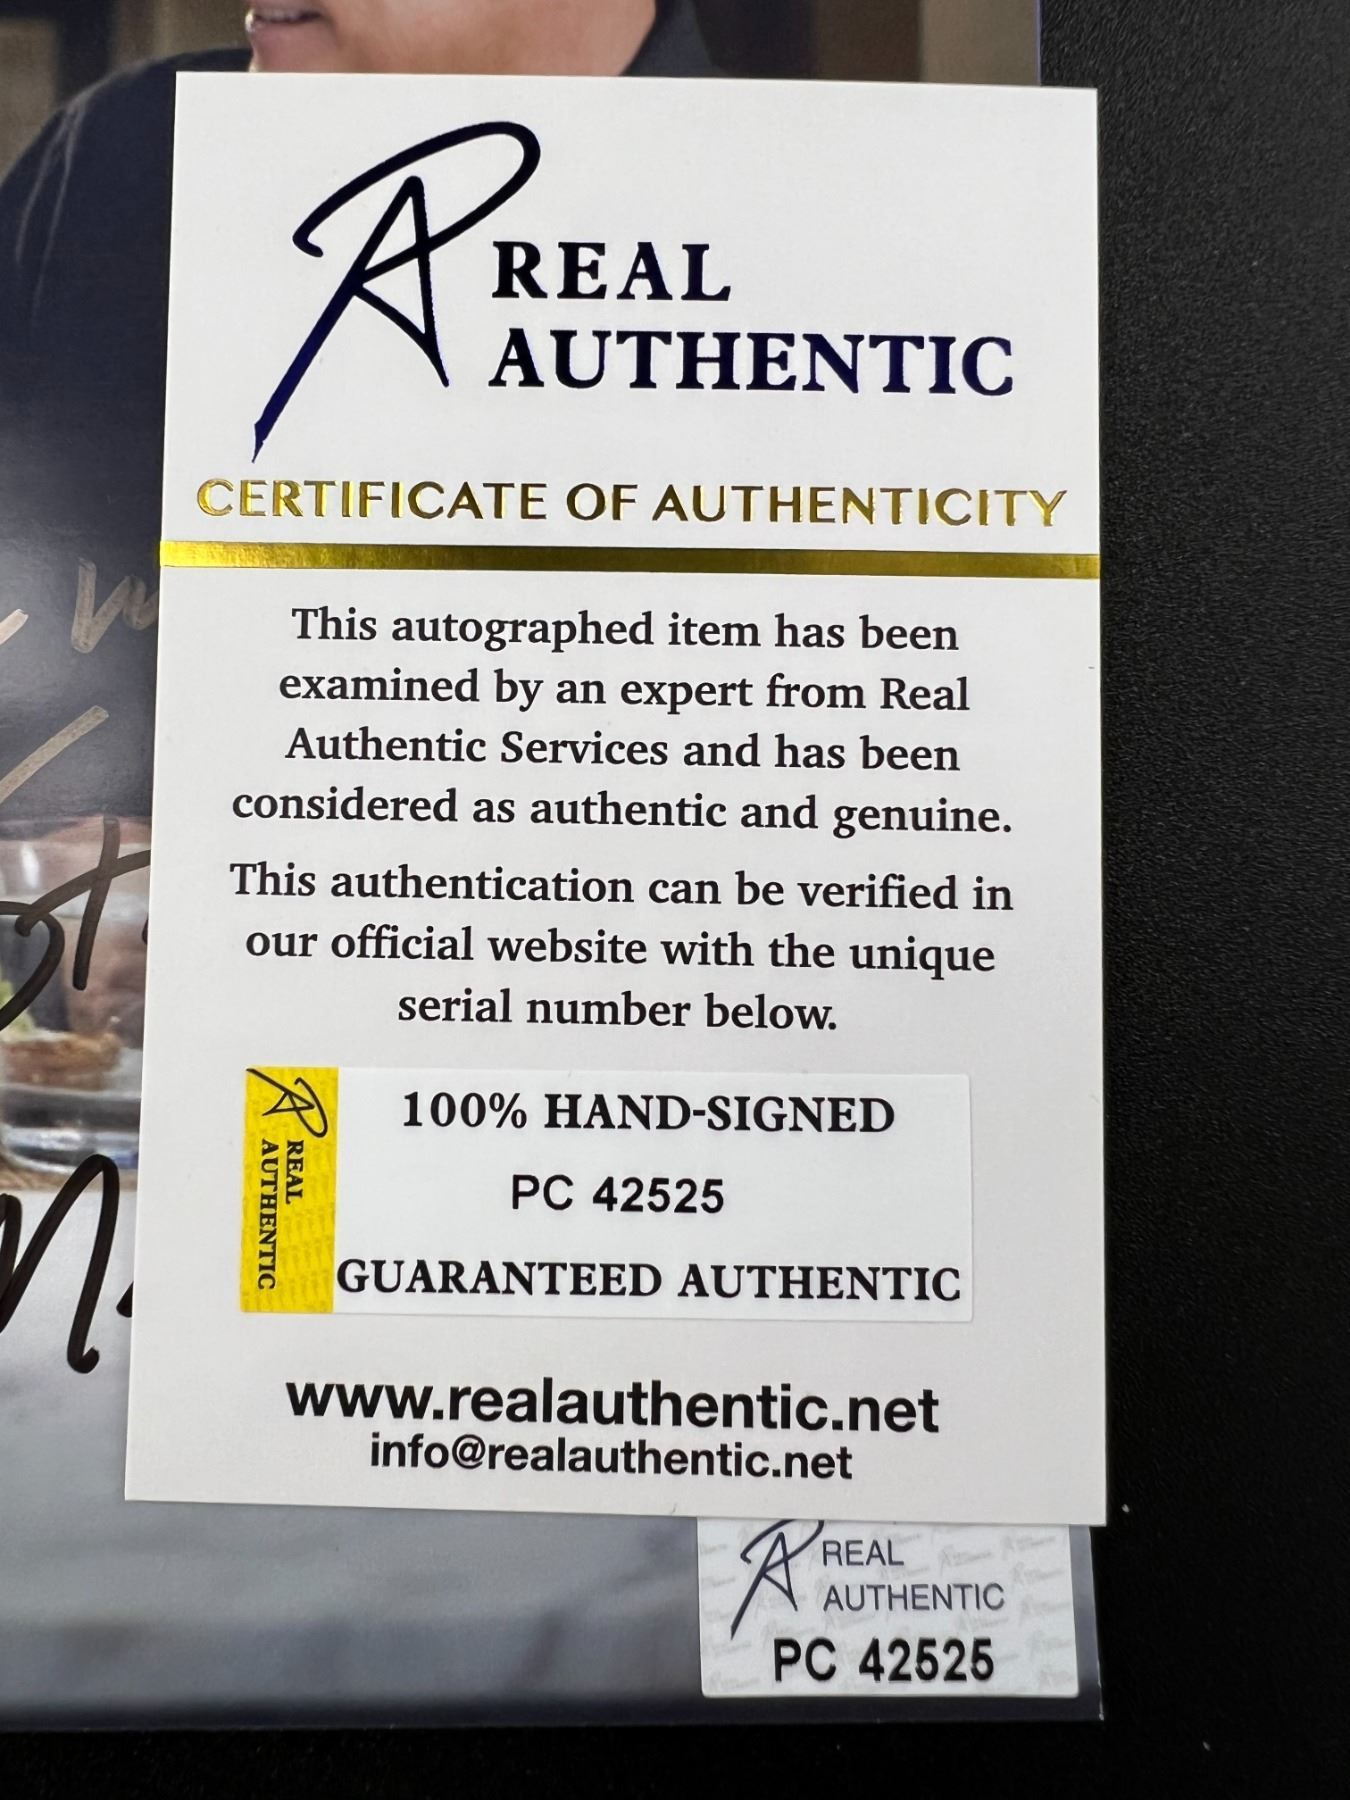 REAL
AUTHENTIC
CERTIFICATE OF AUTHENTICITY
This autographed item has been
examined by an expert from Real
Authentic Services and has been
considered as authentic and genuine.
This authentication can be verified in
our official website with the unique
serial number below.
REAL
AUTHENTIC
100% HAND-SIGNED
PC 42525
GUARANTEED AUTHENTIC
www.realauthentic.net
info@realauthentic.net
REAL
AUTHENTIC
PC 42525